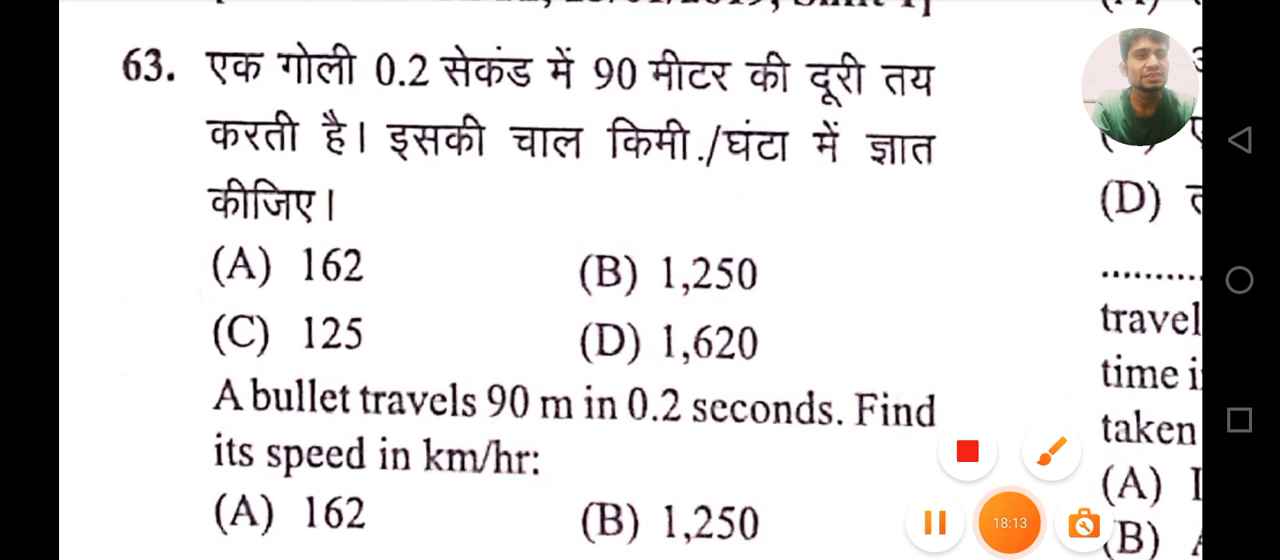 63. एक गोली 0.2 सेकंड में 90 मीटर की दूरी तय
करती है। इसकी चाल किमी./घंटा में ज्ञात
कीजिए।
(A) 162 (B) 1,250
(C) 125 (D) 1,620
A bullet travels 90 m in 0.2 seconds. Find
its speed in km/hr:
(A) 162 (B) 1,250
(D)
travel
time i
taken
(A)
(B)
18:13